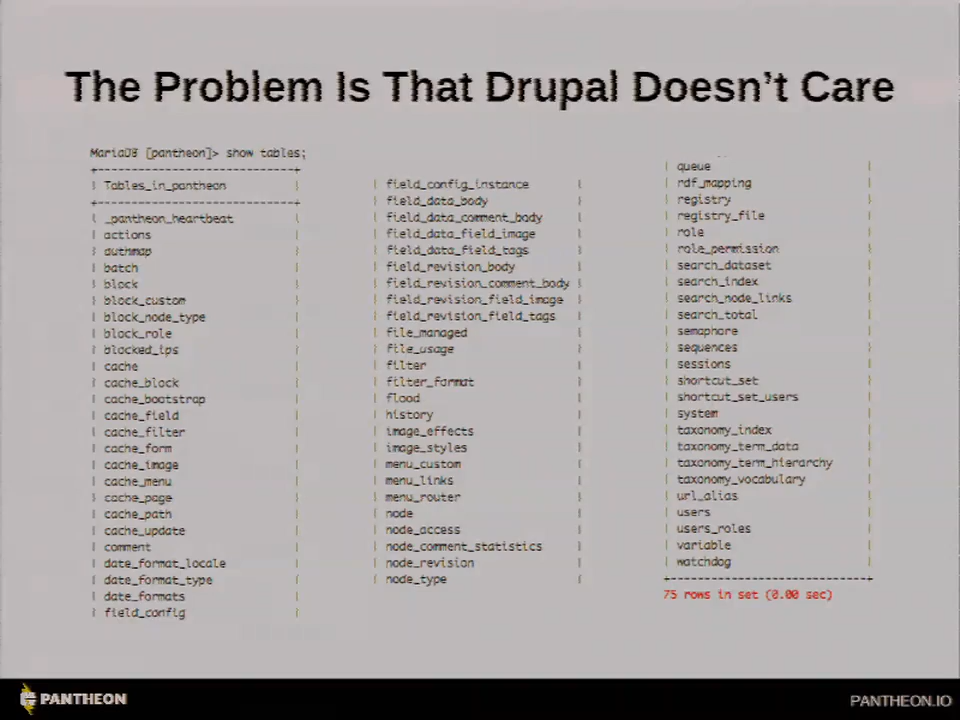 The Problem Is That Drupal Doesn't Care
MariaDB [pantheon]> show tables;
+---------------------------+
| Tables_in_pantheon |
+---------------------------+
| _pantheon_heartbeat |
| actions |
| authmap |
| batch |
| block |
| block_custom |
| block_node_type |
| block_role |
| blocked_ips |
| cache |
| cache_block |
| cache_bootstrap |
| cache_field |
| cache_filter |
| cache_form |
| cache_image |
| cache_menu |
| cache_page |
| cache_path |
| cache_update |
| comment |
| date_format_locale |
| date_format_type |
| date_formats |
| field_config |
| field_config_instance |
| field_data_body |
| field_data_comment_body |
| field_data_field_image |
| field_data_field_tags |
| field_revision_body |
| field_revision_comment_body |
| field_revision_field_image |
| field_revision_field_tags |
| file_managed |
| file_usage |
| filter |
| filter_format |
| flood |
| history |
| image_effects |
| image_styles |
| menu_custom |
| menu_links |
| menu_router |
| node |
| node_access |
| node_comment_statistics |
| node_revision |
| node_type |
| queue |
| rdf_mapping |
| registry |
| registry_file |
| role |
| role_permission |
| search_dataset |
| search_index |
| search_node_links |
| search_total |
| semaphore |
| sequences |
| sessions |
| shortcut_set |
| shortcut_set_users |
| system |
| taxonomy_index |
| taxonomy_term_data |
| taxonomy_term_hierarchy |
| taxonomy_vocabulary |
| url_alias |
| users |
| users_roles |
| variable |
| watchdog |
+---------------------------+
75 rows in set (0.00 sec)
PANTHEON
PANTHEON.IO